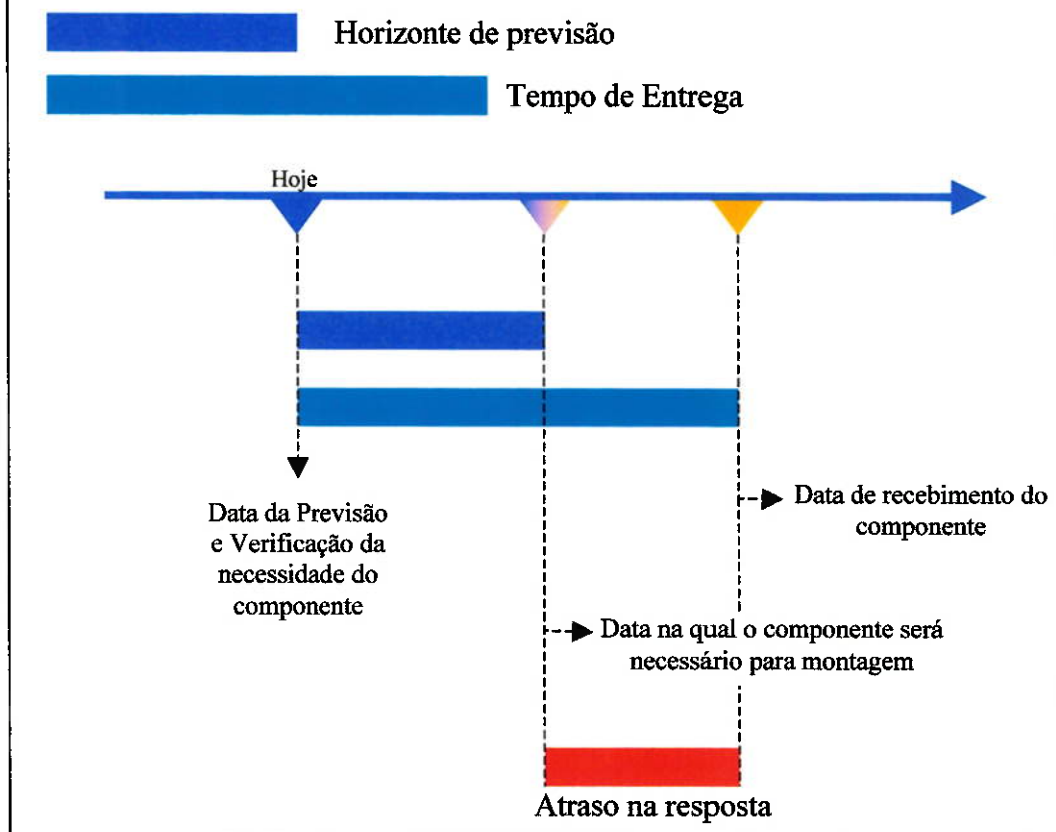 Horizonte de previsão
Tempo de Entrega
Hoje
Data da Previsão
e Verificação da
necessidade do
componente
Data de recebimento do
componente
Data na qual o componente será
necessário para montagem
Atraso na resposta